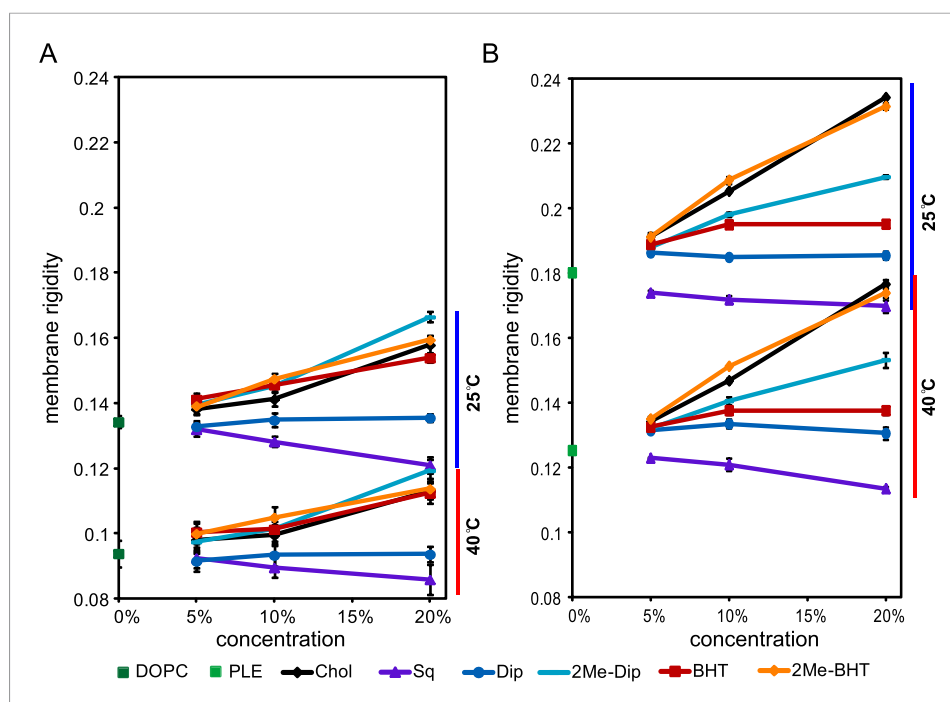 A
membrane rigidity
0.24
0.22
0.2
0.18
0.16
0.14
0.12
0.1
0.08
0% 5% 10% 15% 20%
concentration
25°C
40°C
B
membrane rigidity
0.24
0.22
0.2
0.18
0.16
0.14
0.12
0.1
0.08
0% 5% 10% 15% 20%
concentration
25°C
40°C
DOPC PLE Chol Sq Dip 2Me-Dip BHT 2Me-BHT